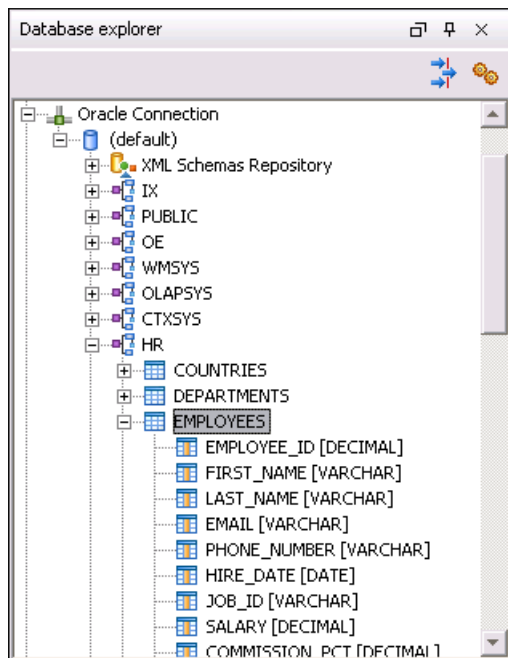 Database explorer
Oracle Connection
(default)
XML Schemas Repository
IX
PUBLIC
OE
WMSYS
OLAPSYS
CTXSYS
HR
COUNTRIES
DEPARTMENTS
EMPLOYEES
EMPLOYEE_ID [DECIMAL]
FIRST_NAME [VARCHAR]
LAST_NAME [VARCHAR]
EMAIL [VARCHAR]
PHONE_NUMBER [VARCHAR]
HIRE_DATE [DATE]
JOB_ID [VARCHAR]
SALARY [DECIMAL]
COMMISSION_PCT [DECIMAL]